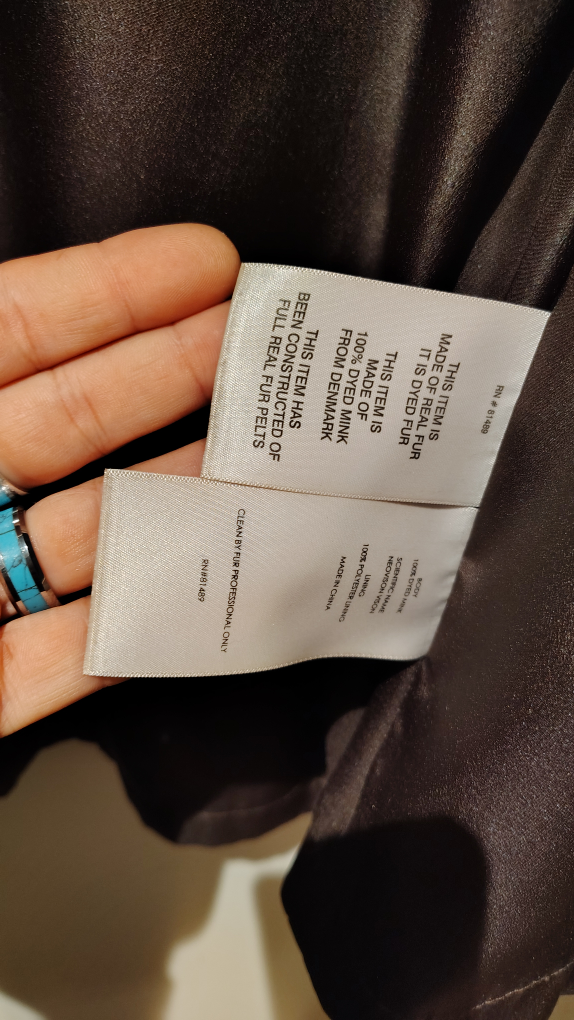 RN # 81489
THIS ITEM IS
MADE OF REAL FUR
IT IS DYED FUR
THIS ITEM IS
MADE OF
100% DYED MINK
FROM DENMARK
THIS ITEM HAS
BEEN CONSTRUCTED OF
FULL REAL FUR PELTS
BODY
100% DYED MINK
SCIENTIFIC NAME
NEOVISON VISON
LINING
100% POLYESTER LINING
MADE IN CHINA
CLEAN BY FUR PROFESSIONAL ONLY
RN#81489